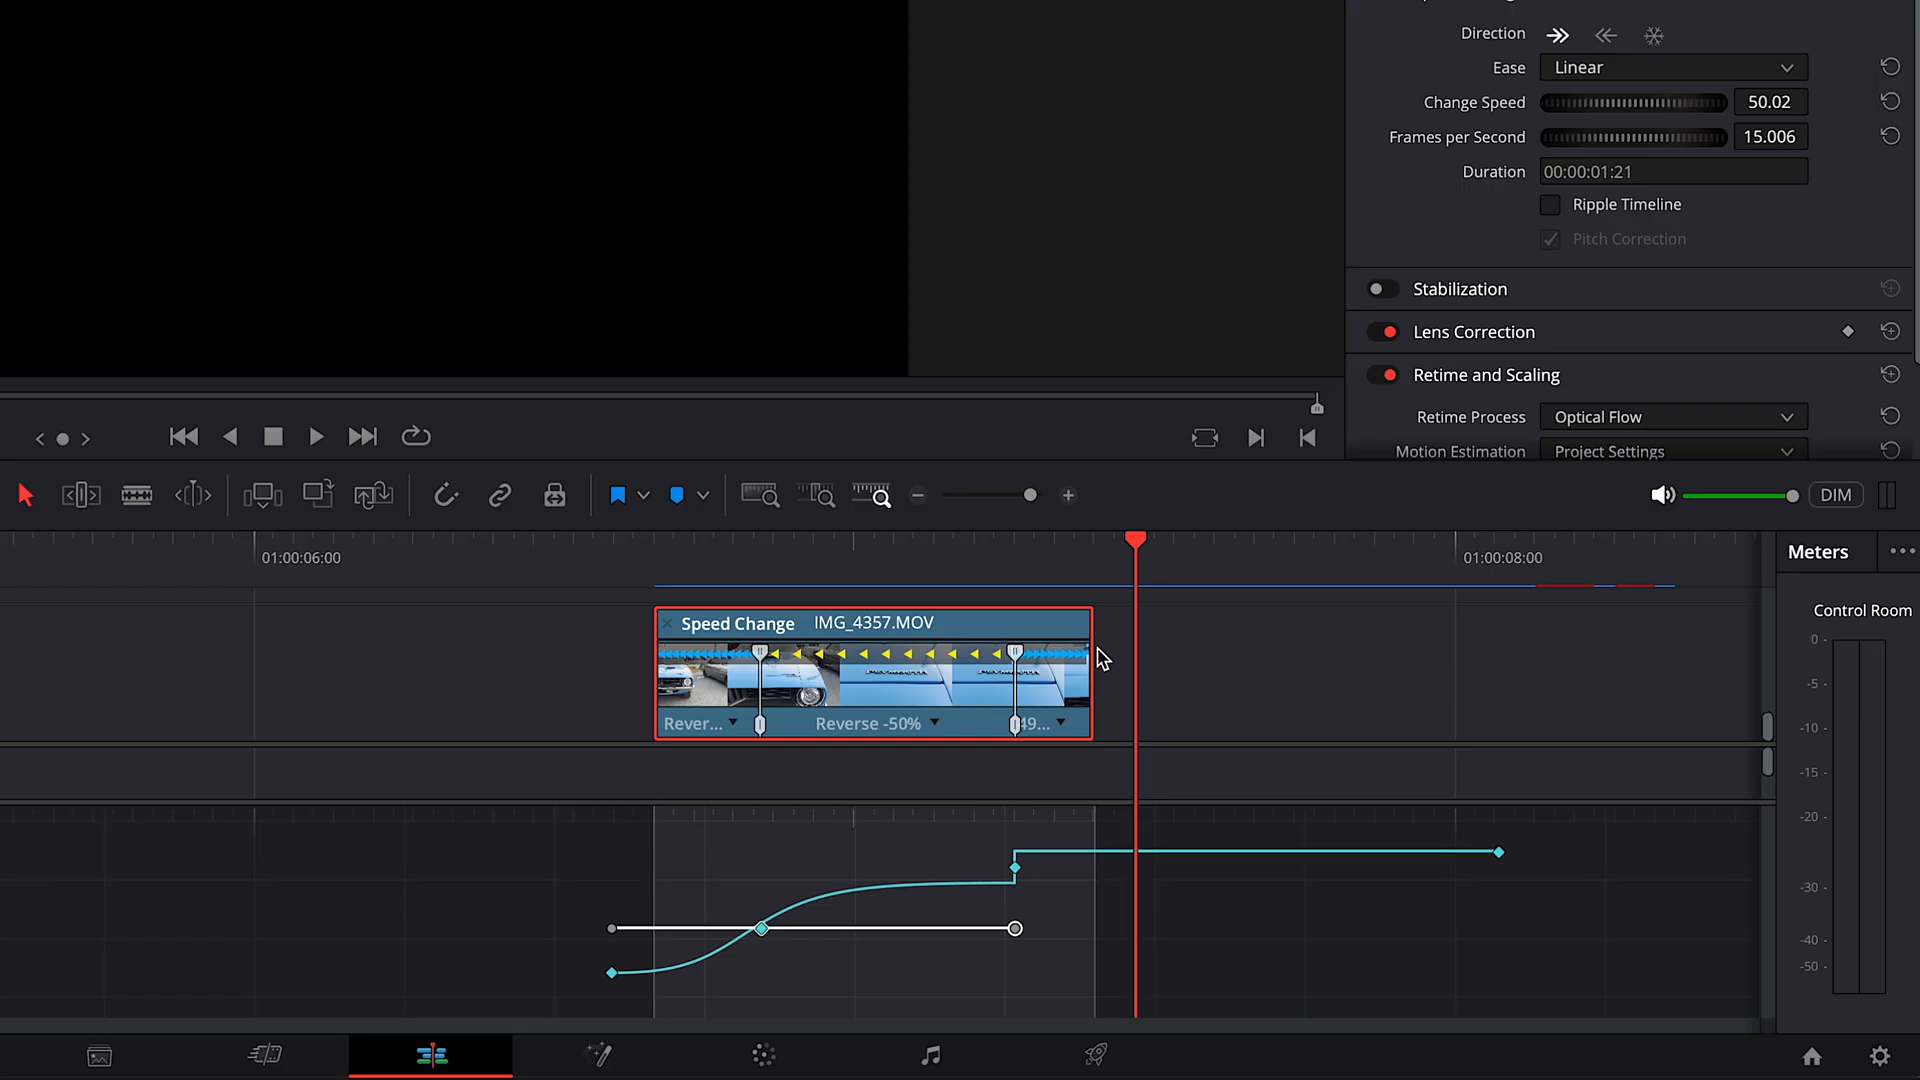 Direction
Ease
Linear
Change Speed
50.02
Frames per Second
15.006
Duration
00:00:01:21
Ripple Timeline
Pitch Correction
Stabilization
Lens Correction
Retime and Scaling
Retime Process
Optical Flow
Motion Estimation
Project Settings
DIM
01:00:06:00
01:00:08:00
Meters
Control Room
Speed Change IMG_4357.MOV
PLYMOUTH
PLYMOUTH
Rever...
Reverse -50%
49...
0 -
-5 -
-10 -
-15 -
-20 -
-30 -
-40 -
-50 -